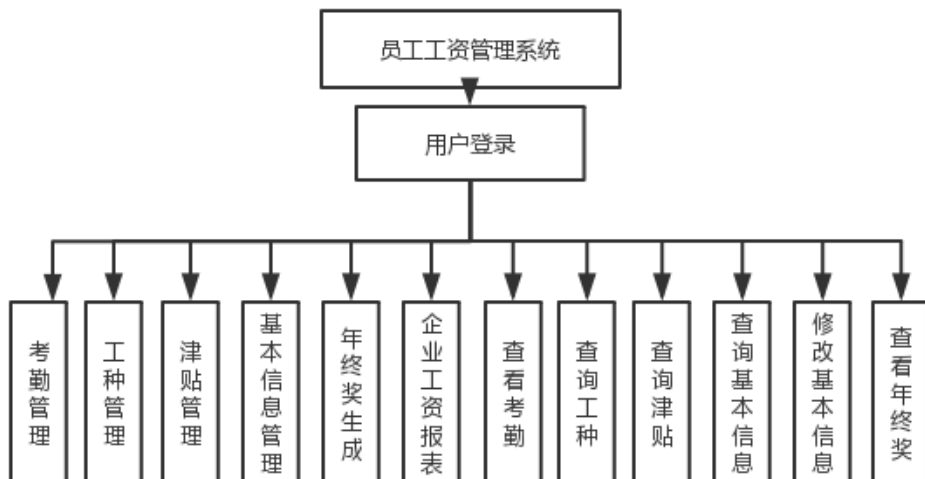 员工工资管理系统
用户登录
考勤管理
工种管理
津贴管理
基本信息管理
年终奖生成
企业工资报表
查看考勤
查询工种
查询津贴
查询基本信息
修改基本信息
查看年终奖